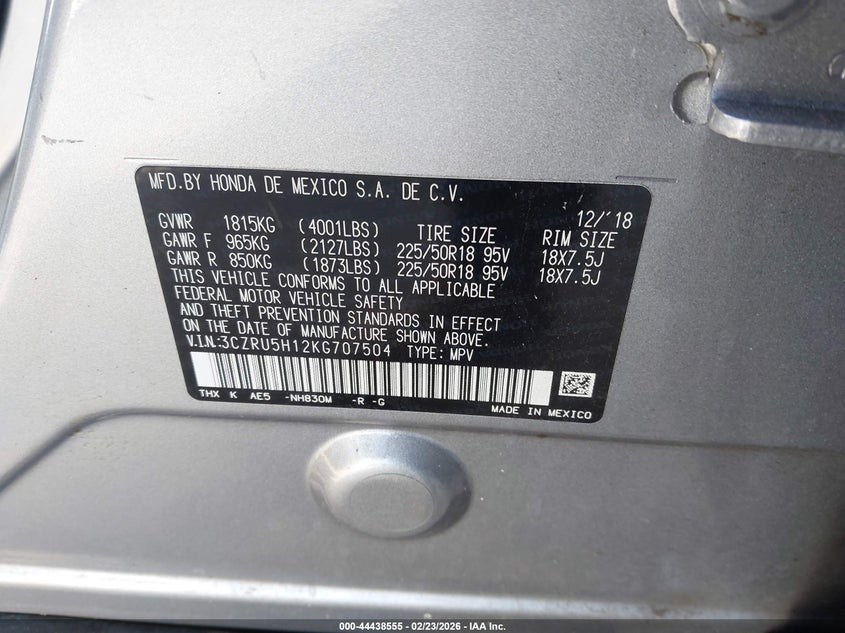 MFD.BY HONDA DE MEXICO S.A. DE C.V.
12/'18
GVWR 1815KG (4001LBS) TIRE SIZE RIM SIZE
GAWR F 965KG (2127LBS) 225/50R18 95V 18X7.5J
GAWR R 850KG (1873LBS) 225/50R18 95V 18X7.5J
THIS VEHICLE CONFORMS TO ALL APPLICABLE
FEDERAL MOTOR VEHICLE SAFETY
AND THEFT PREVENTION STANDARDS IN EFFECT
ON THE DATE OF MANUFACTURE SHOWN ABOVE.
V.I.N.:3CZRU5H12KG707504 TYPE: MPV
THX K AE5 -NH830M -R -G
MADE IN MEXICO
000-44438555 - 02/23/2026 - IAA Inc.